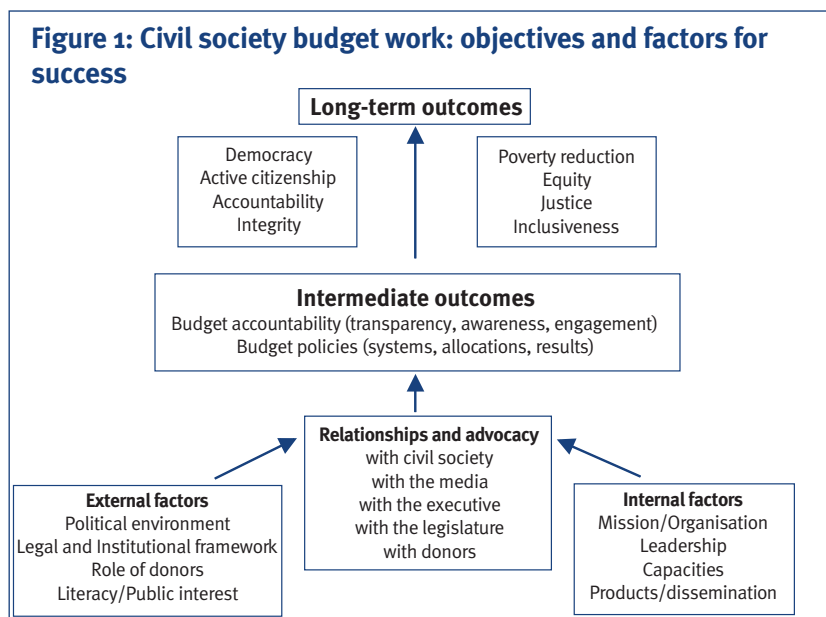 Figure 1: Civil society budget work: objectives and factors for
success
Long-term outcomes
Democracy
Active citizenship
Accountability
Integrity
Poverty reduction
Equity
Justice
Inclusiveness
Intermediate outcomes
Budget accountability (transparency, awareness, engagement)
Budget policies (systems, allocations, results)
Relationships and advocacy
with civil society
with the media
with the executive
with the legislature
with donors
External factors
Political environment
Legal and Institutional framework
Role of donors
Literacy/Public interest
Internal factors
Mission/Organisation
Leadership
Capacities
Products/dissemination